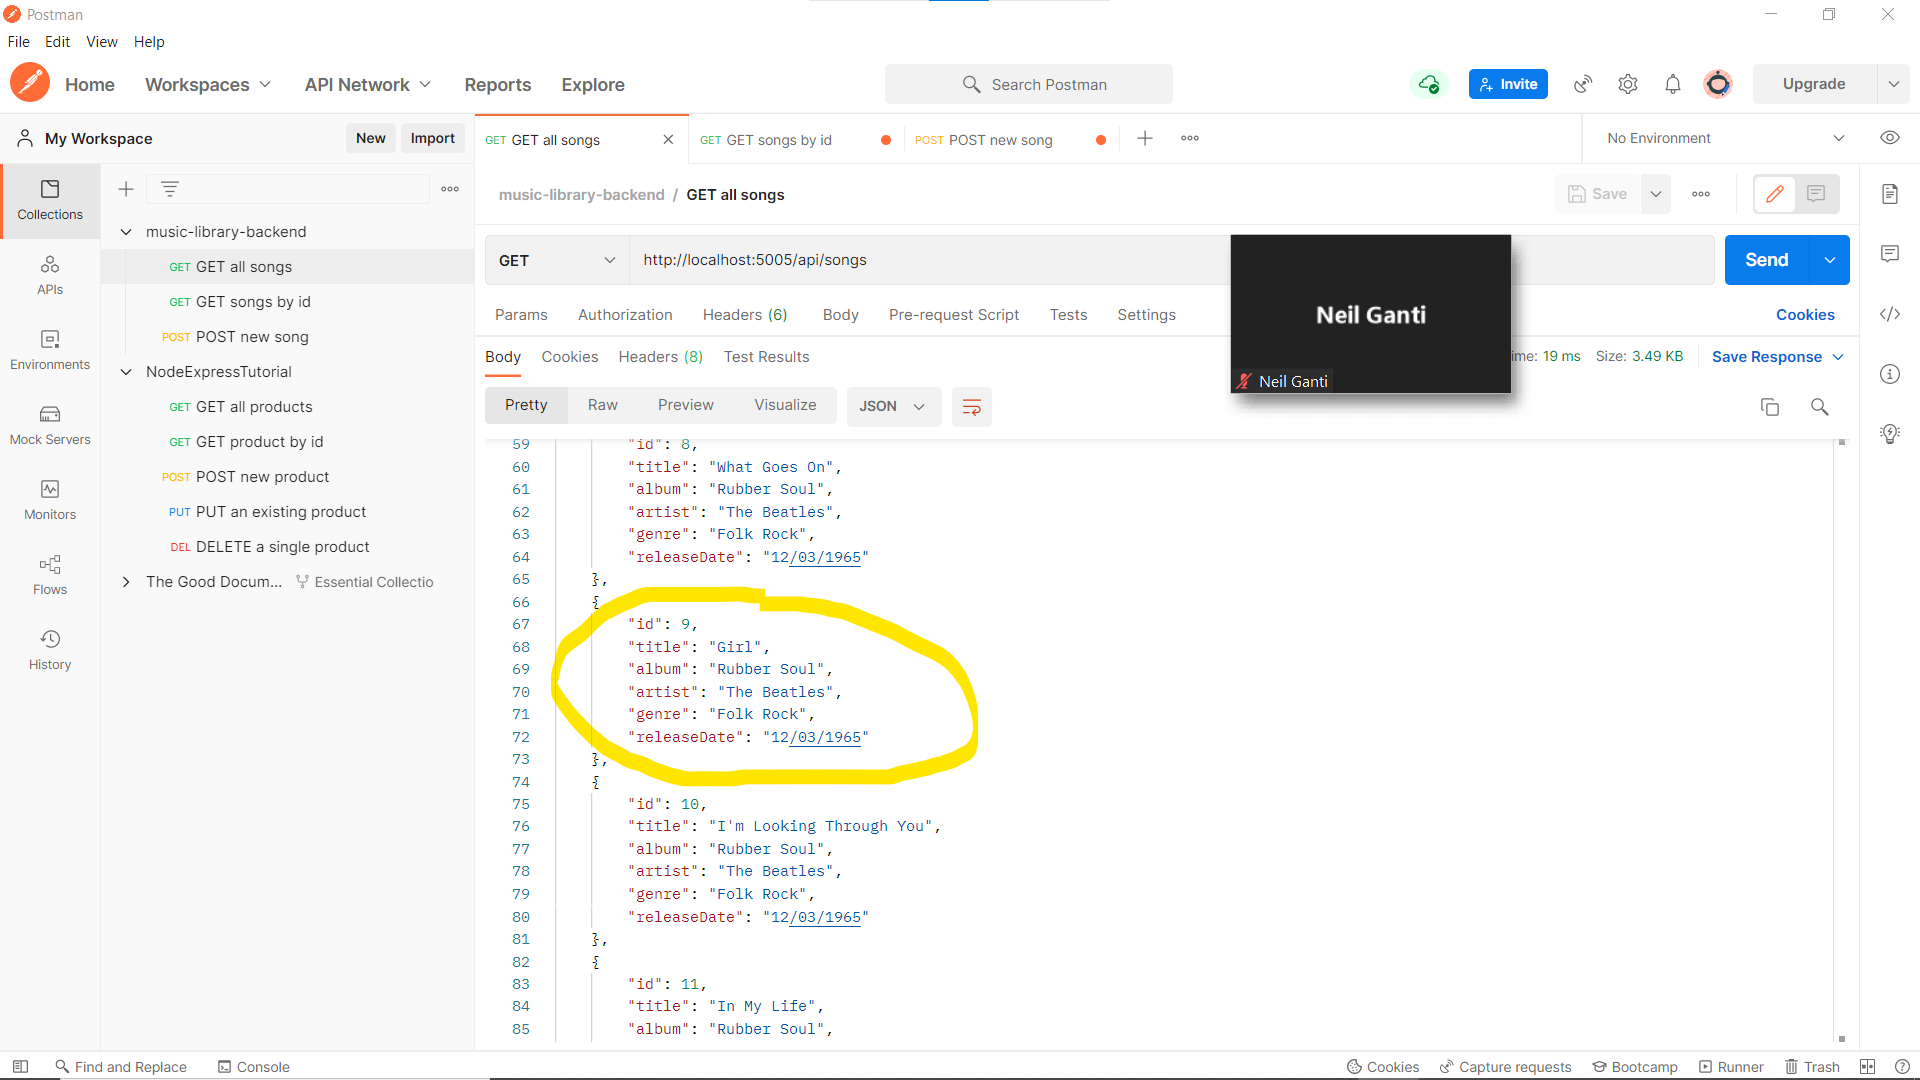 Postman
File Edit View Help
Home Workspaces API Network Reports Explore Search Postman Invite Upgrade
My Workspace New Import
GET GET all songs GET GET songs by id POST POST new song No Environment
Collections
APIs
Environments
Mock Servers
Monitors
Flows
History
music-library-backend
GET GET all songs
GET GET songs by id
POST POST new song
NodeExpressTutorial
GET GET all products
GET GET product by id
POST POST new product
PUT PUT an existing product
DEL DELETE a single product
The Good Docum... Essential Collectio
music-library-backend / GET all songs Save
GET http://localhost:5005/api/songs Send
Params Authorization Headers (6) Body Pre-request Script Tests Settings Cookies
Neil Ganti
Neil Ganti
Body Cookies Headers (8) Test Results ime: 19 ms Size: 3.49 KB Save Response
Pretty Raw Preview Visualize JSON
59 "id": 8,
60 "title": "What Goes On",
61 "album": "Rubber Soul",
62 "artist": "The Beatles",
63 "genre": "Folk Rock",
64 "releaseDate": "12/03/1965"
65 },
66 {
67 "id": 9,
68 "title": "Girl",
69 "album": "Rubber Soul",
70 "artist": "The Beatles",
71 "genre": "Folk Rock",
72 "releaseDate": "12/03/1965"
73 },
74 {
75 "id": 10,
76 "title": "I'm Looking Through You",
77 "album": "Rubber Soul",
78 "artist": "The Beatles",
79 "genre": "Folk Rock",
80 "releaseDate": "12/03/1965"
81 },
82 {
83 "id": 11,
84 "title": "In My Life",
85 "album": "Rubber Soul",
Find and Replace Console Cookies Capture requests Bootcamp Runner Trash